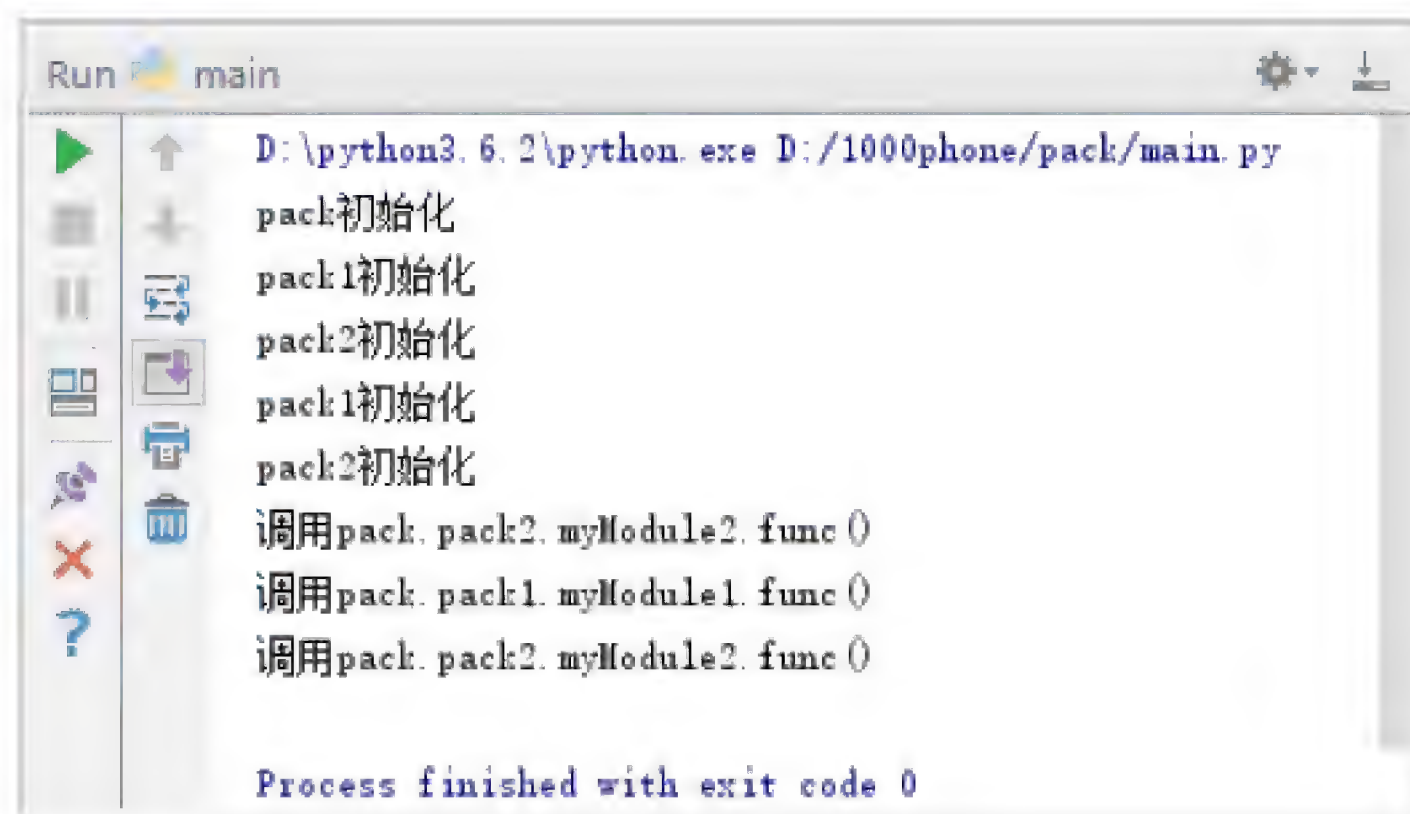 Run main
D:\python3.6.2\python.exe D:/1000phone/pack/main.py
pack初始化
pack1初始化
pack2初始化
pack1初始化
pack2初始化
调用pack.pack2.myModule2.func()
调用pack.pack1.myModule1.func()
调用pack.pack2.myModule2.func()
Process finished with exit code 0